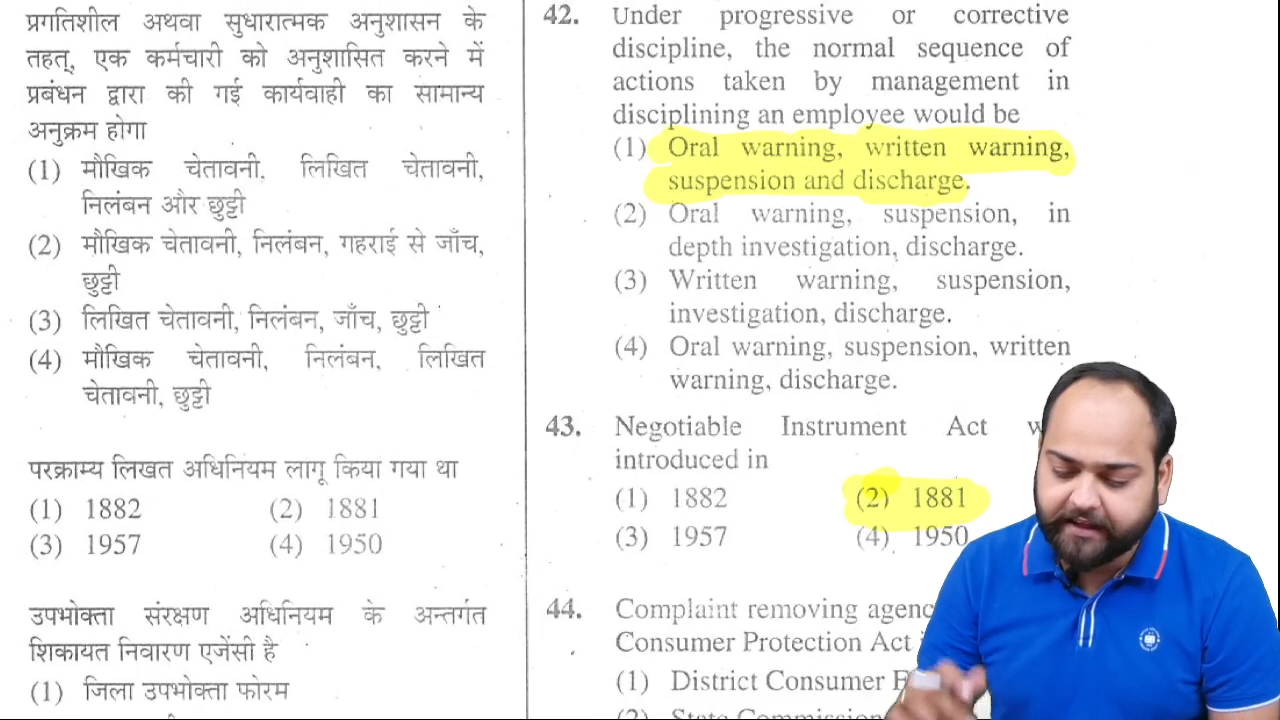 प्रगतिशील अथवा सुधारात्मक अनुशासन के
तहत्, एक कर्मचारी को अनुशासित करने में
प्रबंधन द्वारा की गई कार्यवाही का सामान्य
अनुक्रम होगा
(1) मौखिक चेतावनी, लिखित चेतावनी,
निलंबन और छुट्टी
(2) मौखिक चेतावनी, निलंबन, गहराई से जाँच,
छुट्टी
(3) लिखित चेतावनी, निलंबन, जाँच, छुट्टी
(4) मौखिक चेतावनी, निलंबन, लिखित
चेतावनी, छुट्टी
परक्राम्य लिखत अधिनियम लागू किया गया था
(1) 1882 (2) 1881
(3) 1957 (4) 1950
उपभोक्ता संरक्षण अधिनियम के अन्तर्गत
शिकायत निवारण एजेंसी है
(1) जिला उपभोक्ता फोरम
42. Under progressive or corrective
discipline, the normal sequence of
actions taken by management in
disciplining an employee would be
(1) Oral warning, written warning,
suspension and discharge.
(2) Oral warning, suspension, in
depth investigation, discharge.
(3) Written warning, suspension,
investigation, discharge.
(4) Oral warning, suspension, written
warning, discharge.
43. Negotiable Instrument Act
introduced in
(1) 1882 (2) 1881
(3) 1957 (4) 1950
44. Complaint removing
Consumer Protection Act
(1) District Consumer
(2) State Commission